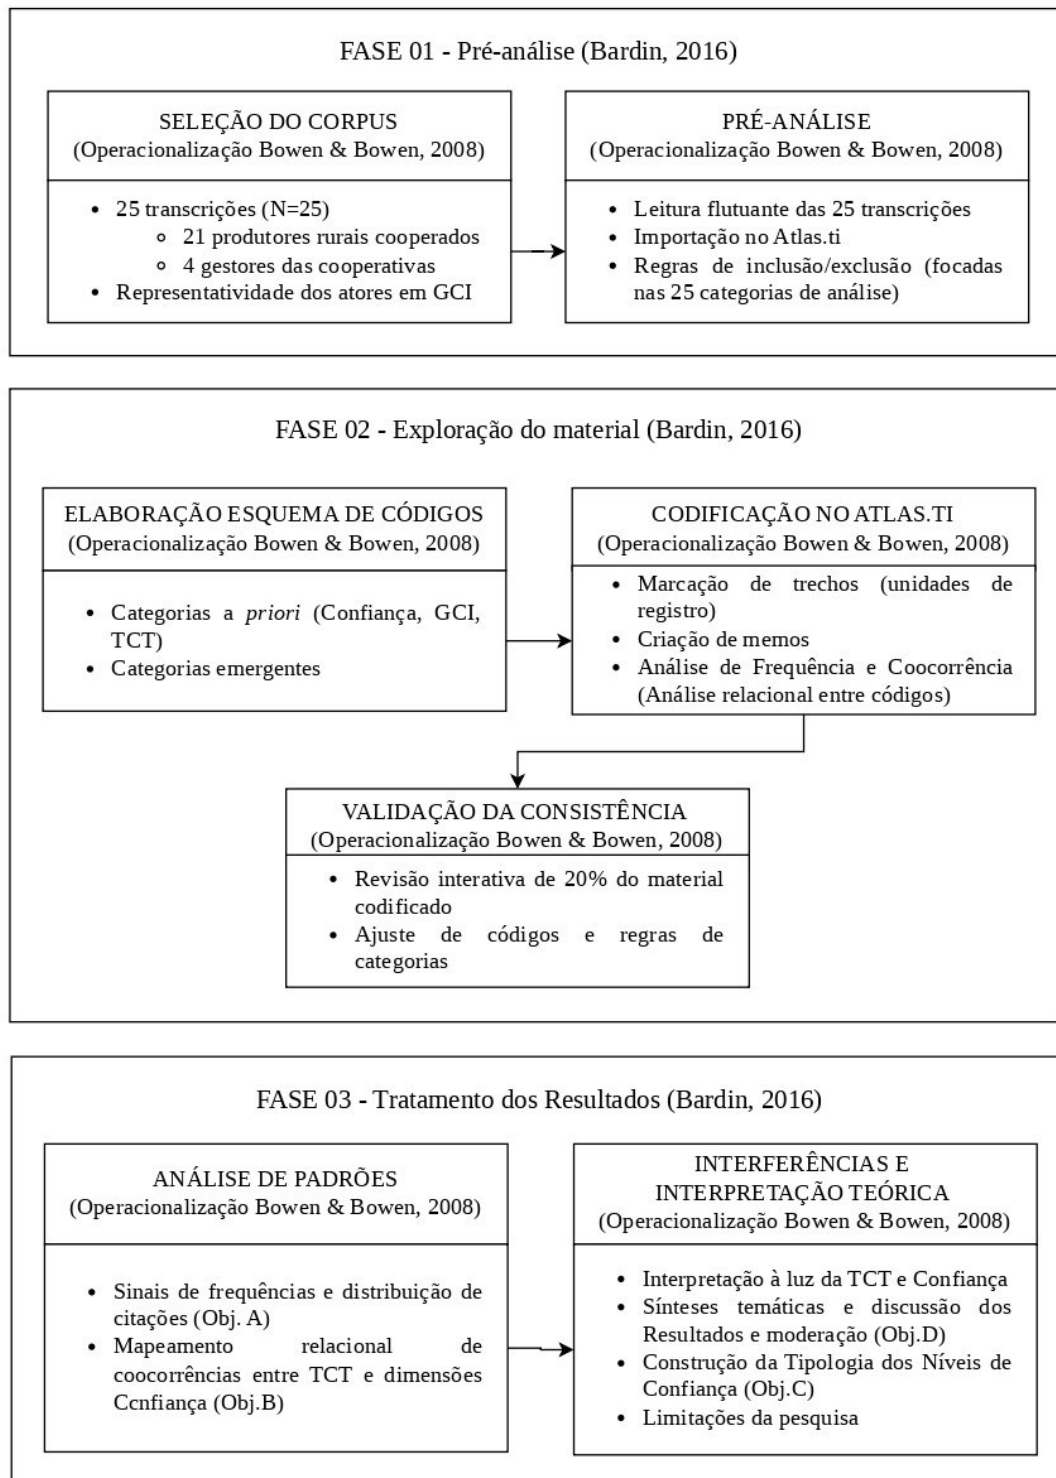 FASE 01 - Pré-análise (Bardin, 2016)
SELEÇÃO DO CORPUS
(Operacionalização Bowen & Bowen, 2008)
• 25 transcrições (N=25)
○ 21 produtores rurais cooperados
○ 4 gestores das cooperativas
• Representatividade dos atores em GCI
PRÉ-ANÁLISE
(Operacionalização Bowen & Bowen, 2008)
• Leitura flutuante das 25 transcrições
• Importação no Atlas.ti
• Regras de inclusão/exclusão (focadas
nas 25 categorias de análise)
FASE 02 - Exploração do material (Bardin, 2016)
ELABORAÇÃO ESQUEMA DE CÓDIGOS
(Operacionalização Bowen & Bowen, 2008)
• Categorias a priori (Confiança, GCI,
TCT)
• Categorias emergentes
CODIFICAÇÃO NO ATLAS.TI
(Operacionalização Bowen & Bowen, 2008)
• Marcação de trechos (unidades de
registro)
• Criação de memos
• Análise de Frequência e Coocorrência
(Análise relacional entre códigos)
VALIDAÇÃO DA CONSISTÊNCIA
(Operacionalização Bowen & Bowen, 2008)
• Revisão interativa de 20% do material
codificado
• Ajuste de códigos e regras de
categorias
FASE 03 - Tratamento dos Resultados (Bardin, 2016)
ANÁLISE DE PADRÕES
(Operacionalização Bowen & Bowen, 2008)
• Sinais de frequências e distribuição de
citações (Obj. A)
• Mapeamento relacional de
coocorrências entre TCT e dimensões
Ccnfiança (Obj.B)
INTERFERÊNCIAS E
INTERPRETAÇÃO TEÓRICA
(Operacionalização Bowen & Bowen, 2008)
• Interpretação à luz da TCT e Confiança
• Sínteses temáticas e discussão dos
Resultados e moderação (Obj.D)
• Construção da Tipologia dos Níveis de
Confiança (Obj.C)
• Limitações da pesquisa